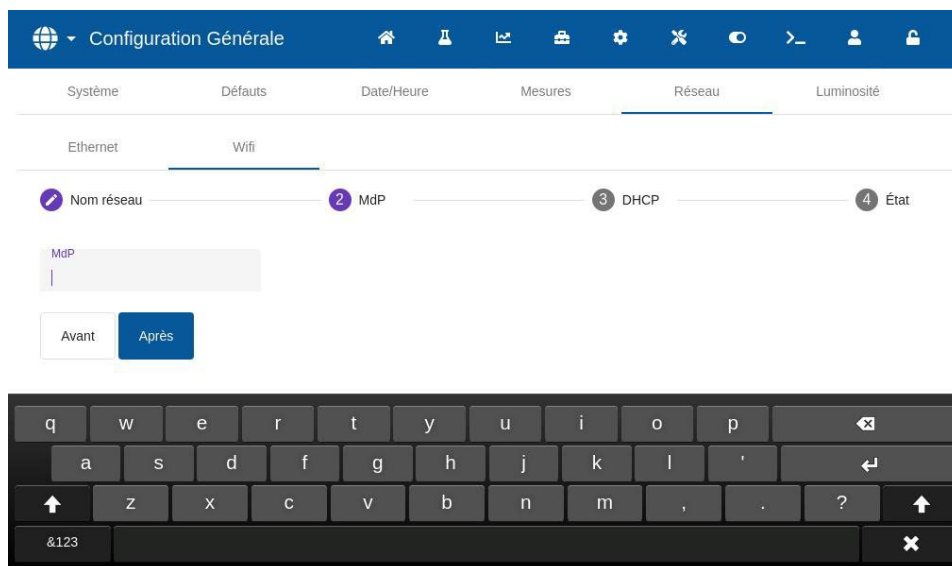 Configuration Générale
Système Défauts Date/Heure Mesures Réseau Luminosité
Ethernet Wifi
Nom réseau 2 MdP 3 DHCP 4 État
MdP
Avant Après
q w e r t y u i o p
a s d f g h j k l '
z x c v b n m , . ?
&123